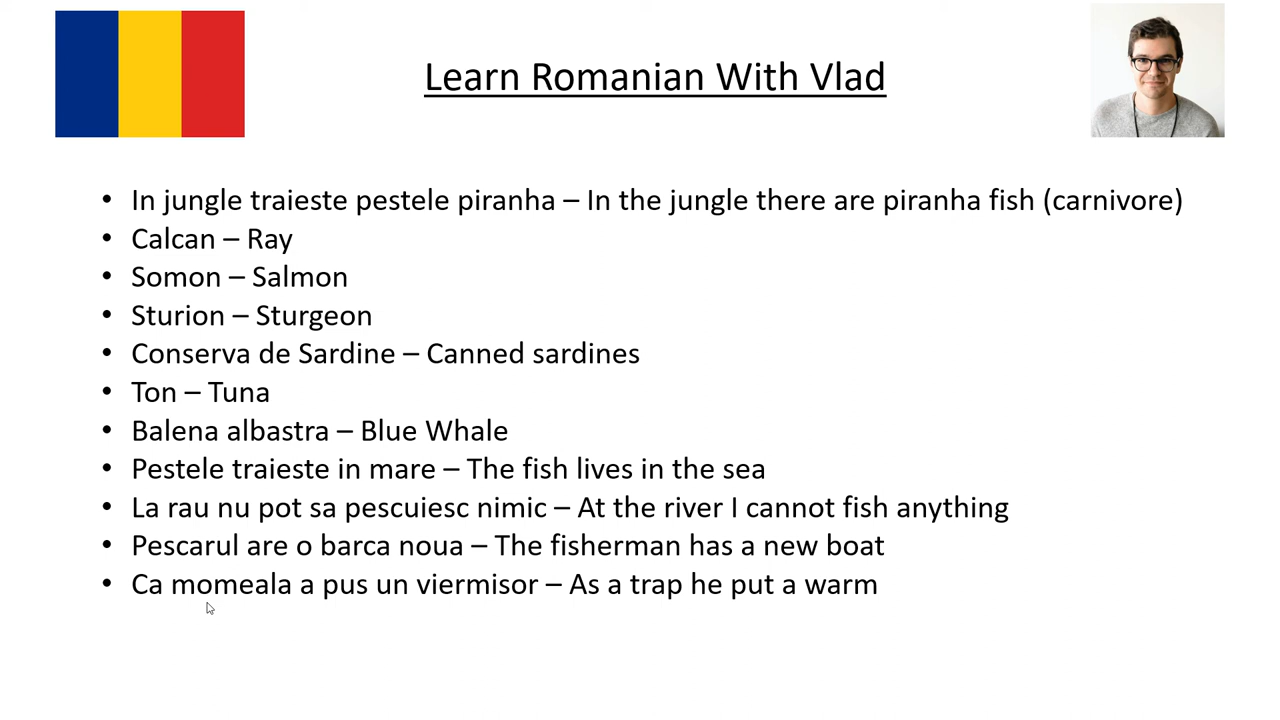 Learn Romanian With Vlad
• In jungle traieste pestele piranha – In the jungle there are piranha fish (carnivore)
• Calcan – Ray
• Somon – Salmon
• Sturion – Sturgeon
• Conserva de Sardine – Canned sardines
• Ton – Tuna
• Balena albastra – Blue Whale
• Pestele traieste in mare – The fish lives in the sea
• La rau nu pot sa pescuiesc nimic – At the river I cannot fish anything
• Pescarul are o barca noua – The fisherman has a new boat
• Ca momeala a pus un viermisor – As a trap he put a warm